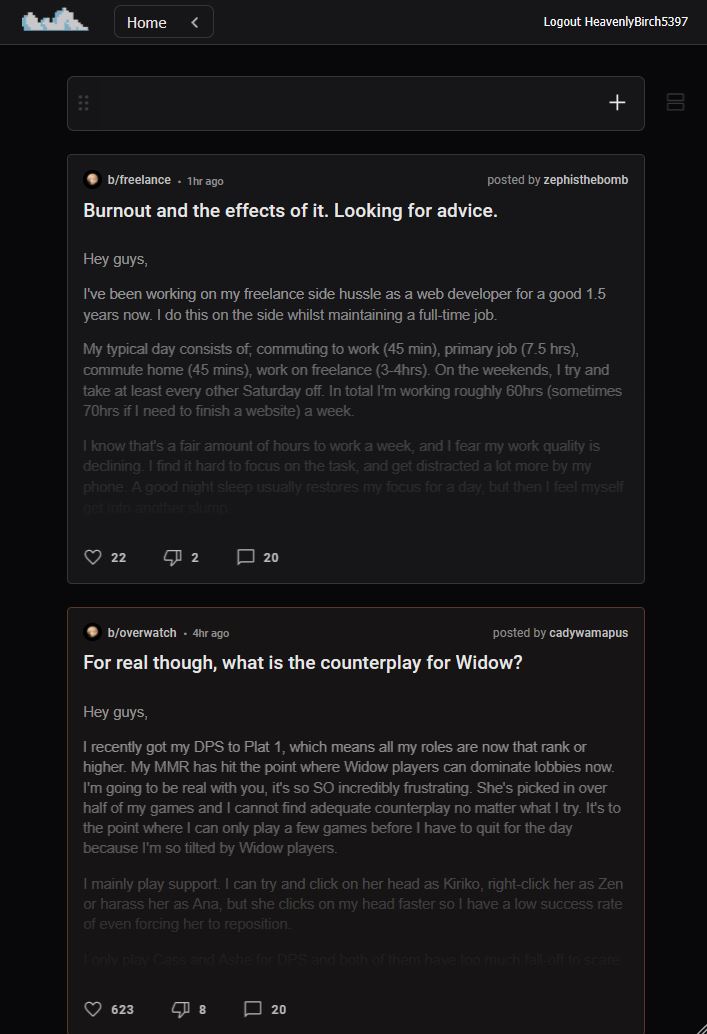 Home
Logout HeavenlyBirch5397
b/freelance • 1hr ago
posted by zephisthebomb
Burnout and the effects of it. Looking for advice.
Hey guys,
I've been working on my freelance side hussle as a web developer for a good 1.5
years now. I do this on the side whilst maintaining a full-time job.
My typical day consists of; commuting to work (45 min), primary job (7.5 hrs),
commute home (45 mins), work on freelance (3-4hrs). On the weekends, I try and
take at least every other Saturday off. In total I'm working roughly 60hrs (sometimes
70hrs if I need to finish a website) a week.
I know that's a fair amount of hours to work a week, and I fear my work quality is
declining. I find it hard to focus on the task, and get distracted a lot more by my
phone. A good night sleep usually restores my focus for a day, but then I feel myself
get into another slump.
22
2
20
b/overwatch • 4hr ago
posted by cadywamapus
For real though, what is the counterplay for Widow?
Hey guys,
I recently got my DPS to Plat 1, which means all my roles are now that rank or
higher. My MMR has hit the point where Widow players can dominate lobbies now.
I'm going to be real with you, it's so SO incredibly frustrating. She's picked in over
half of my games and I cannot find adequate counterplay no matter what I try. It's to
the point where I can only play a few games before I have to quit for the day
because I'm so tilted by Widow players.
I mainly play support. I can try and click on her head as Kiriko, right-click her as Zen
or harass her as Ana, but she clicks on my head faster so I have a low success rate
of even forcing her to reposition.
I only play Cass and Ashe for DPS and both of them have too much fall-off to scare
623
8
20